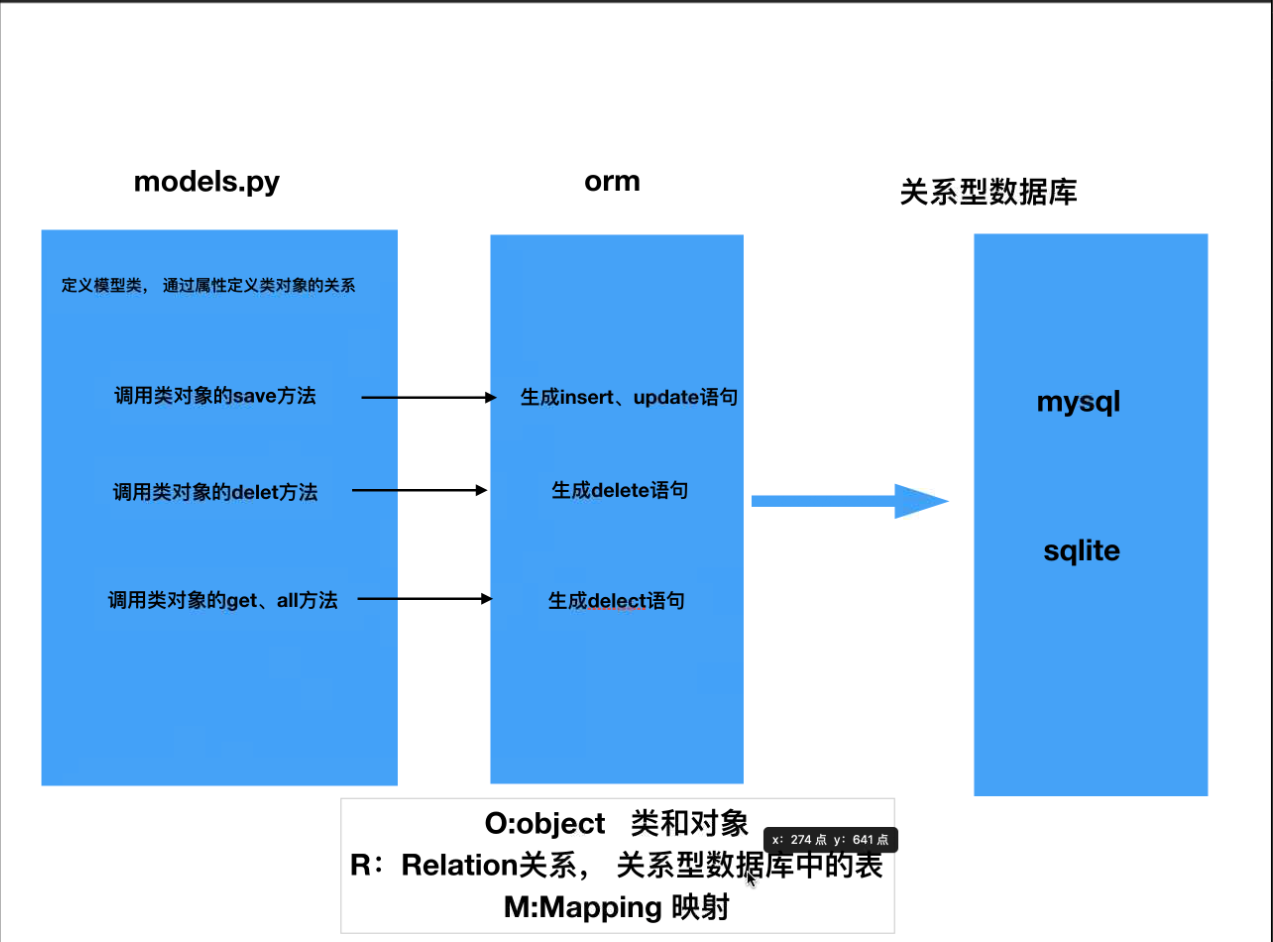 models.py
orm
关系型数据库
定义模型类， 通过属性定义类对象的关系
调用类对象的save方法
生成insert、update语句
mysql
调用类对象的delet方法
生成delete语句
sqlite
调用类对象的get、all方法
生成delect语句
O:object 类和对象
x：274 点 y：641 点
R：Relation关系， 关系型数据库中的表
M:Mapping 映射